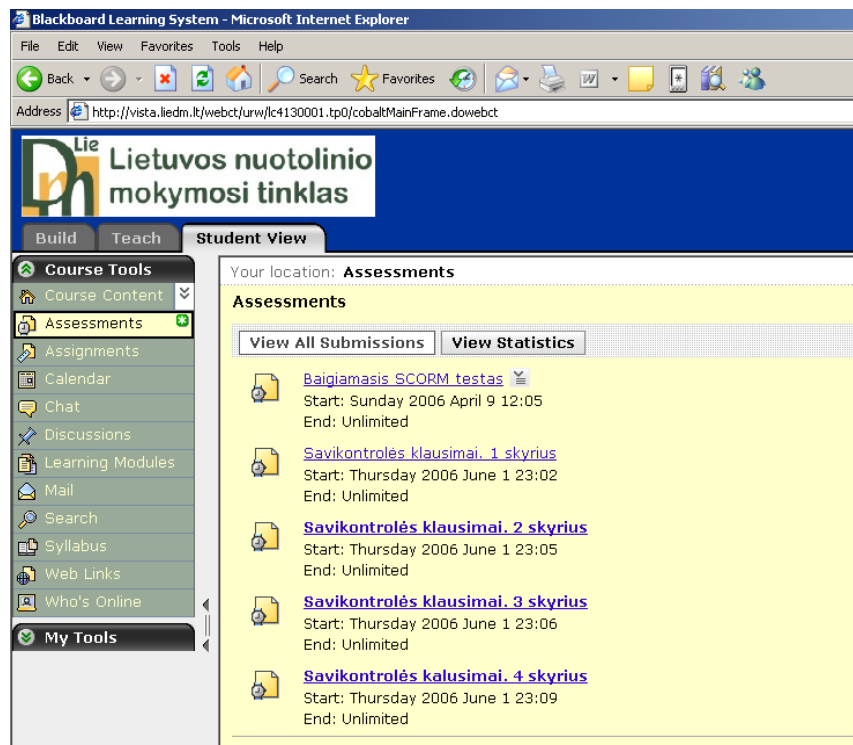 Blackboard Learning System - Microsoft Internet Explorer
File Edit View Favorites Tools Help
Back Search Favorites
Address http://vista.liedm.lt/webct/urw/lc4130001.tp0/cobaltMainFrame.dowebct
Lie
Dm
Lietuvos nuotolinio
mokymosi tinklas
Build Teach Student View
Course Tools
Course Content
Assessments
Assignments
Calendar
Chat
Discussions
Learning Modules
Mail
Search
Syllabus
Web Links
Who's Online
My Tools
Your location: Assessments
Assessments
View All Submissions View Statistics
Baigiamasis SCORM testas
Start: Sunday 2006 April 9 12:05
End: Unlimited
Savikontrolės klausimai. 1 skyrius
Start: Thursday 2006 June 1 23:02
End: Unlimited
Savikontrolės klausimai. 2 skyrius
Start: Thursday 2006 June 1 23:05
End: Unlimited
Savikontrolės klausimai. 3 skyrius
Start: Thursday 2006 June 1 23:06
End: Unlimited
Savikontrolės kalusimai. 4 skyrius
Start: Thursday 2006 June 1 23:09
End: Unlimited